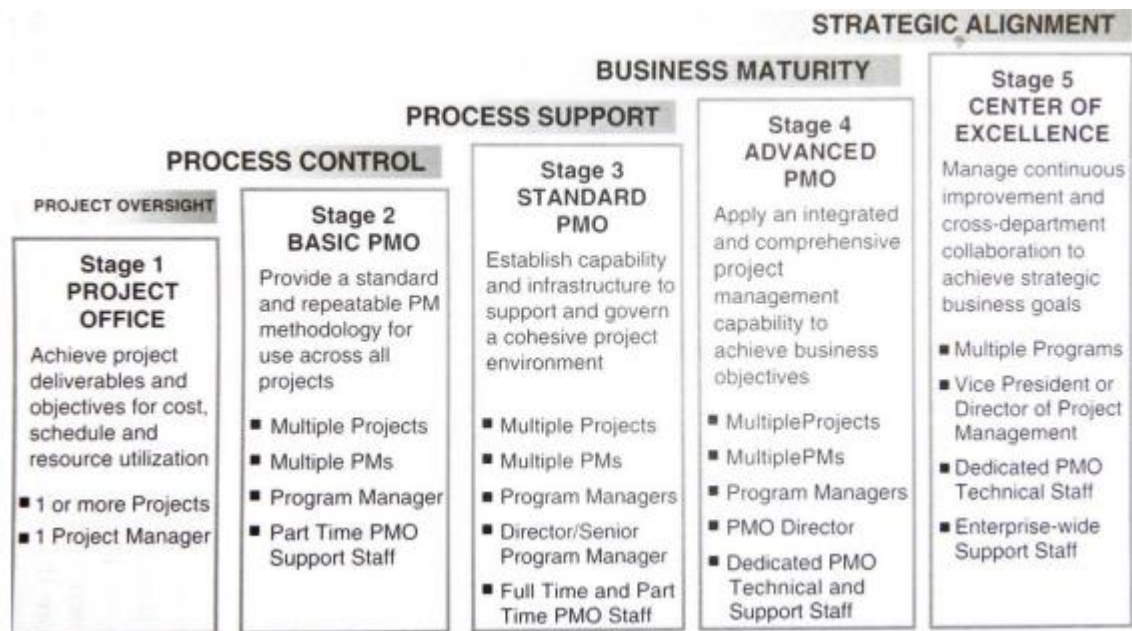 STRATEGIC ALIGNMENT
BUSINESS MATURITY
PROCESS SUPPORT
PROCESS CONTROL
PROJECT OVERSIGHT
Stage 1
PROJECT
OFFICE
Achieve project
deliverables and
objectives for cost,
schedule and
resource utilization
■ 1 or more Projects
■ 1 Project Manager
Stage 2
BASIC PMO
Provide a standard
and repeatable PM
methodology for
use across all
projects
■ Multiple Projects
■ Multiple PMs
■ Program Manager
■ Part Time PMO
Support Staff
Stage 3
STANDARD
PMO
Establish capability
and infrastructure to
support and govern
a cohesive project
environment
■ Multiple Projects
■ Multiple PMs
■ Program Managers
■ Director/Senior
Program Manager
■ Full Time and Part
Time PMO Staff
Stage 4
ADVANCED
PMO
Apply an integrated
and comprehensive
project
management
capability to
achieve business
objectives
■ MultipleProjects
■ MultiplePMs
■ Program Managers
■ PMO Director
■ Dedicated PMO
Technical and
Support Staff
Stage 5
CENTER OF
EXCELLENCE
Manage continuous
improvement and
cross-department
collaboration to
achieve strategic
business goals
■ Multiple Programs
■ Vice President or
Director of Project
Management
■ Dedicated PMO
Technical Staff
■ Enterprise-wide
Support Staff